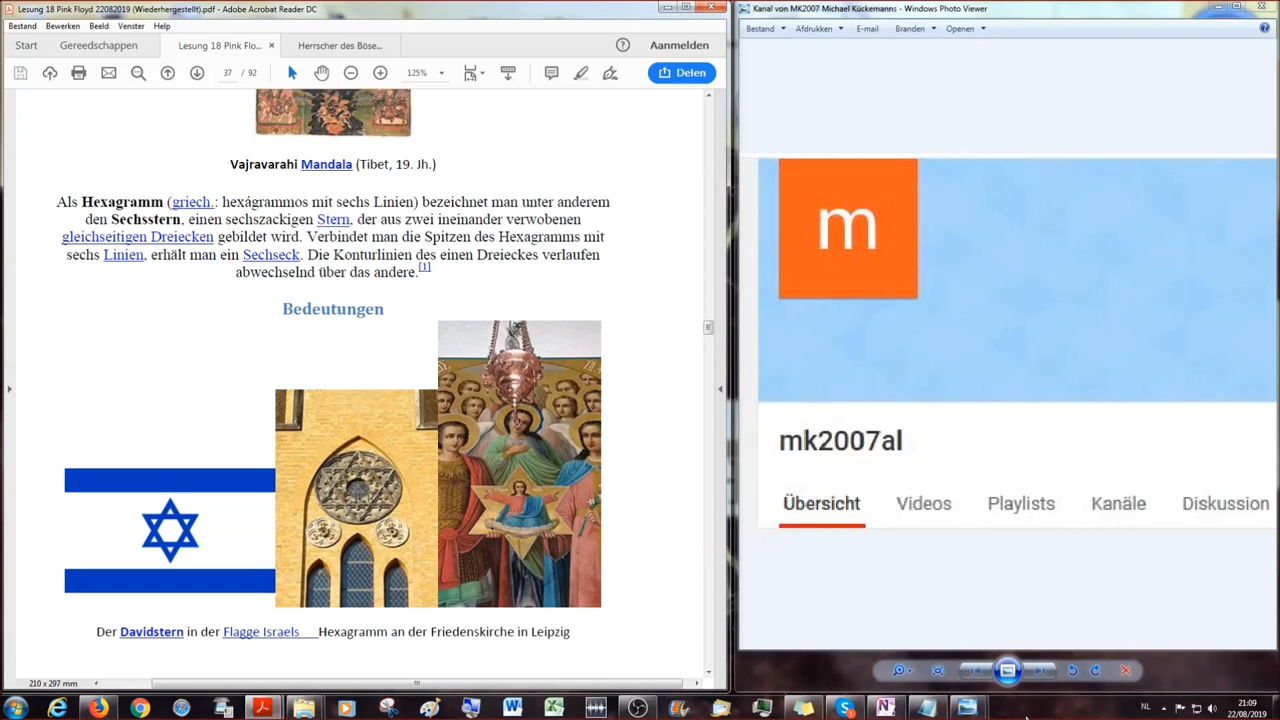 Lesung 18 Pink Floyd 22082019 (Wiederhergestellt).pdf - Adobe Acrobat Reader DC
Bestand Bewerken Beeld Venster Help
Start Gereedschappen Lesung 18 Pink Flo... × Herrscher des Böse... Aanmelden
37 / 92 125% Delen
Vajravarahi Mandala (Tibet, 19. Jh.)
Als Hexagramm (griech.: hexágrammos mit sechs Linien) bezeichnet man unter anderem
den Sechsstern, einen sechszackigen Stern, der aus zwei ineinander verwobenen
gleichseitigen Dreiecken gebildet wird. Verbindet man die Spitzen des Hexagramms mit
sechs Linien, erhält man ein Sechseck. Die Konturlinien des einen Dreieckes verlaufen
abwechselnd über das andere.[1]
Bedeutungen
Der Davidstern in der Flagge Israels Hexagramm an der Friedenskirche in Leipzig
210 x 297 mm
Kanal von MK2007 Michael Kückemanns - Windows Photo Viewer
Bestand Afdrukken E-mail Branden Openen
m
mk2007al
Übersicht Videos Playlists Kanäle Diskussion
NL 21:09
22/08/2019